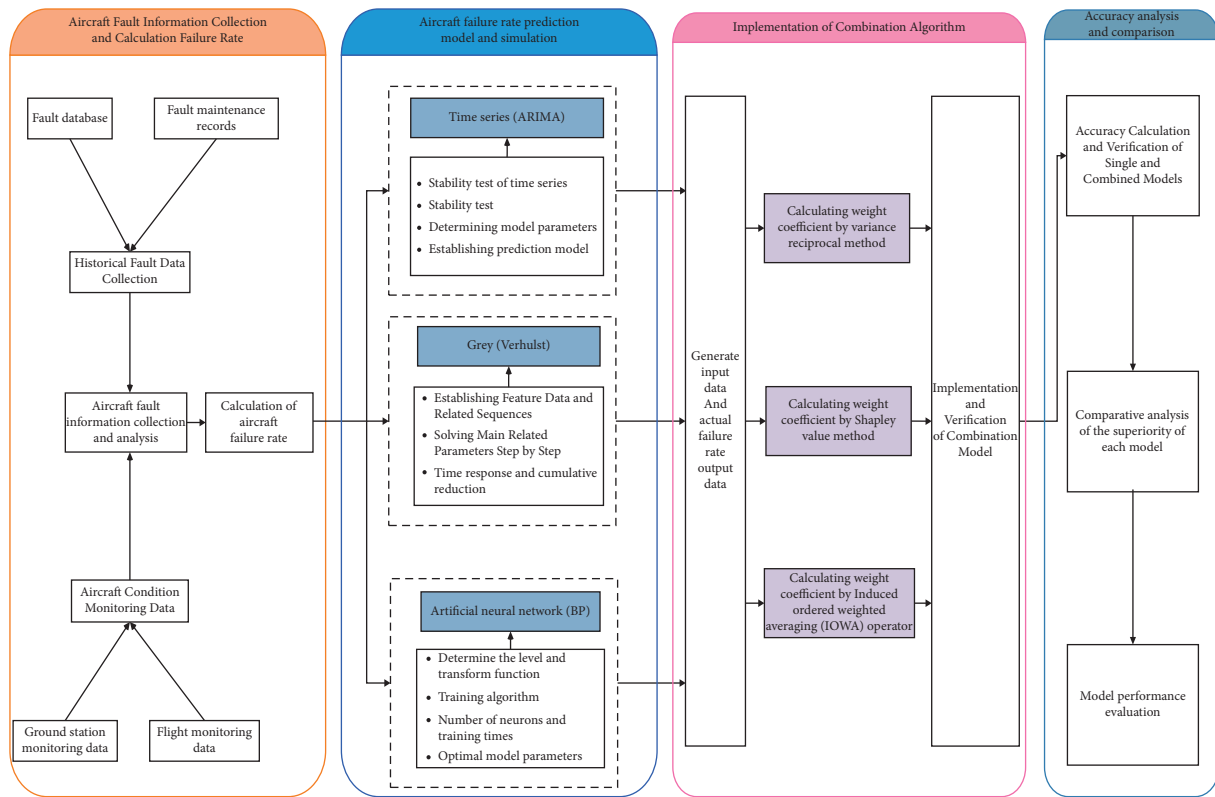 Aircraft Fault Information Collection
and Calculation Failure Rate
Fault database
Fault maintenance
records
Historical Fault Data
Collection
Aircraft fault
information collection
and analysis
Calculation of
aircraft
failure rate
Aircraft Condition
Monitoring Data
Ground station
monitoring data
Flight monitoring
data
Aircraft failure rate prediction
model and simulation
Time series (ARIMA)
• Stability test of time series
• Stability test
• Determining model parameters
• Establishing prediction model
Grey (Verhulst)
• Establishing Feature Data and
Related Sequences
• Solving Main Related
Parameters Step by Step
• Time response and cumulative
reduction
Artificial neural network (BP)
• Determine the level and
transform function
• Training algorithm
• Number of neurons and
training times
• Optimal model parameters
Implementation of Combination Algorithm
Generate
input
data
And
actual
failure
rate
output
data
Calculating weight
coefficient by variance
reciprocal method
Calculating weight
coefficient by Shapley
value method
Calculating weight
coefficient by Induced
ordered weighted
averaging (IOWA) operator
Implementation
and
Verification
of Combination
Model
Accuracy analysis
and comparison
Accuracy Calculation
and Verification of
Single and
Combined Models
Comparative analysis
of the superiority of
each model
Model performance
evaluation